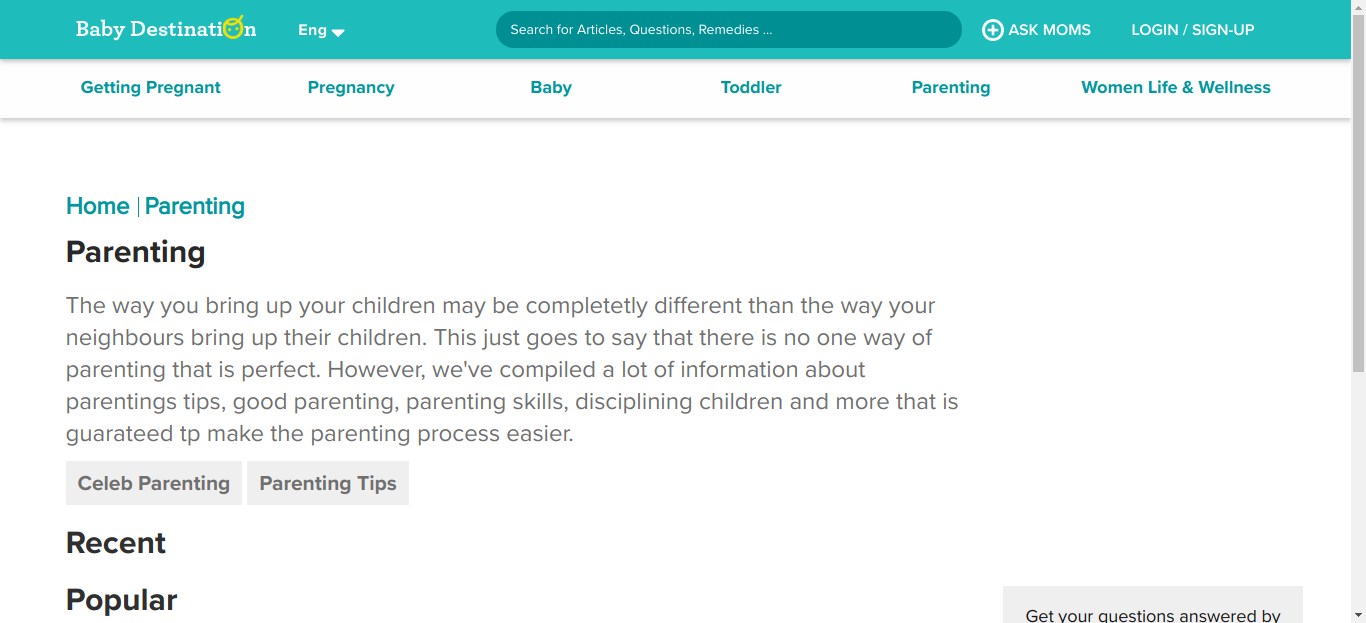 Baby Destination
Eng
Search for Articles, Questions, Remedies ...
ASK MOMS
LOGIN / SIGN-UP
Getting Pregnant
Pregnancy
Baby
Toddler
Parenting
Women Life & Wellness
Home | Parenting
Parenting
The way you bring up your children may be completetly different than the way your
neighbours bring up their children. This just goes to say that there is no one way of
parenting that is perfect. However, we've compiled a lot of information about
parentings tips, good parenting, parenting skills, disciplining children and more that is
guarateed tp make the parenting process easier.
Celeb Parenting
Parenting Tips
Recent
Popular
Get your questions answered by